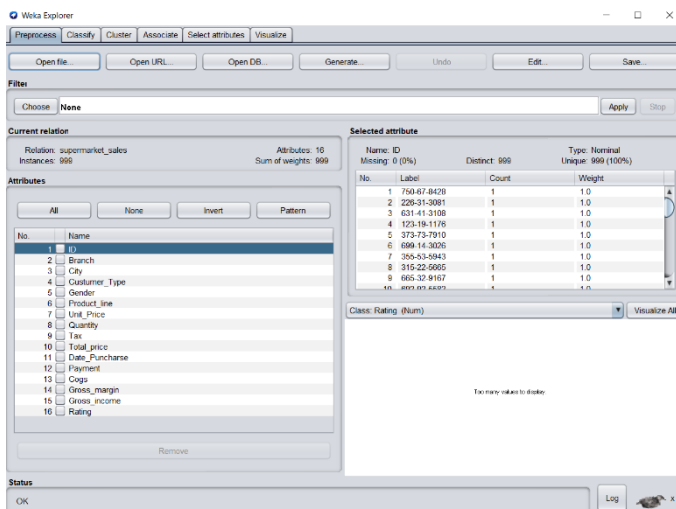 Weka Explorer
Preprocess Classify Cluster Associate Select attributes Visualize
Open file... Open URL... Open DB... Generate... Undo Edit... Save...
Filter
Choose None Apply Stop
Current relation
Relation: supermarket_sales Attributes: 16
Instances: 999 Sum of weights: 999
Attributes
All None Invert Pattern
No. Name
1 ID
2 Branch
3 City
4 Custumer_Type
5 Gender
6 Product_line
7 Unit_Price
8 Quantity
9 Tax
10 Total_price
11 Date_Puncharse
12 Payment
13 Cogs
14 Gross_margin
15 Gross_income
16 Rating
Remove
Selected attribute
Name: ID Type: Nominal
Missing: 0 (0%) Distinct: 999 Unique: 999 (100%)
No. Label Count Weight
1 750-67-8428 1 1.0
2 226-31-3081 1 1.0
3 631-41-3108 1 1.0
4 123-19-1176 1 1.0
5 373-73-7910 1 1.0
6 699-14-3026 1 1.0
7 355-53-5943 1 1.0
8 315-22-5665 1 1.0
9 665-32-9167 1 1.0
10 692-92-5582 1 1.0
Class: Rating (Num) Visualize All
Too many values to display
Status
OK
Log x